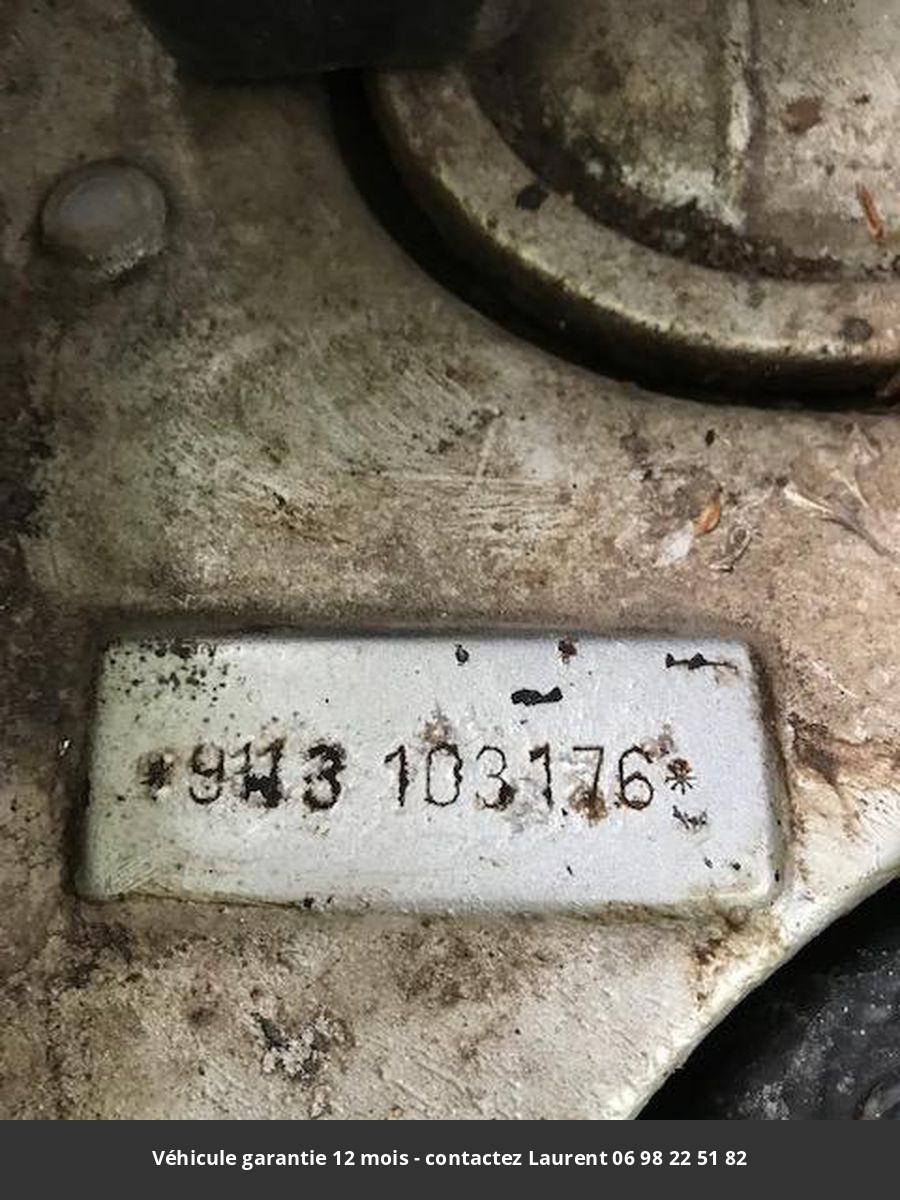 *9113 103176*
Véhicule garantie 12 mois - contactez Laurent 06 98 22 51 82